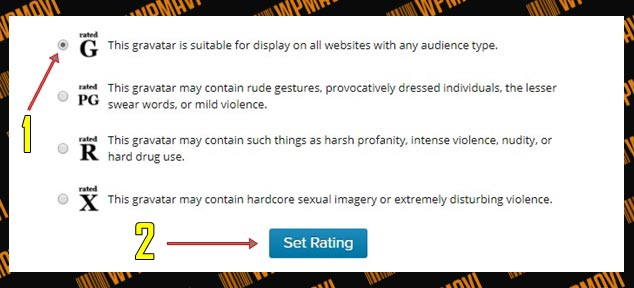 rated
G This gravatar is suitable for display on all websites with any audience type.
rated
PG This gravatar may contain rude gestures, provocatively dressed individuals, the lesser
swear words, or mild violence.
rated
R This gravatar may contain such things as harsh profanity, intense violence, nudity, or
hard drug use.
rated
X This gravatar may contain hardcore sexual imagery or extremely disturbing violence.
1
2
Set Rating
WPMAVI